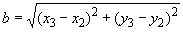 b = √((x₃ − x₂)² + (y₃ − y₂)²)